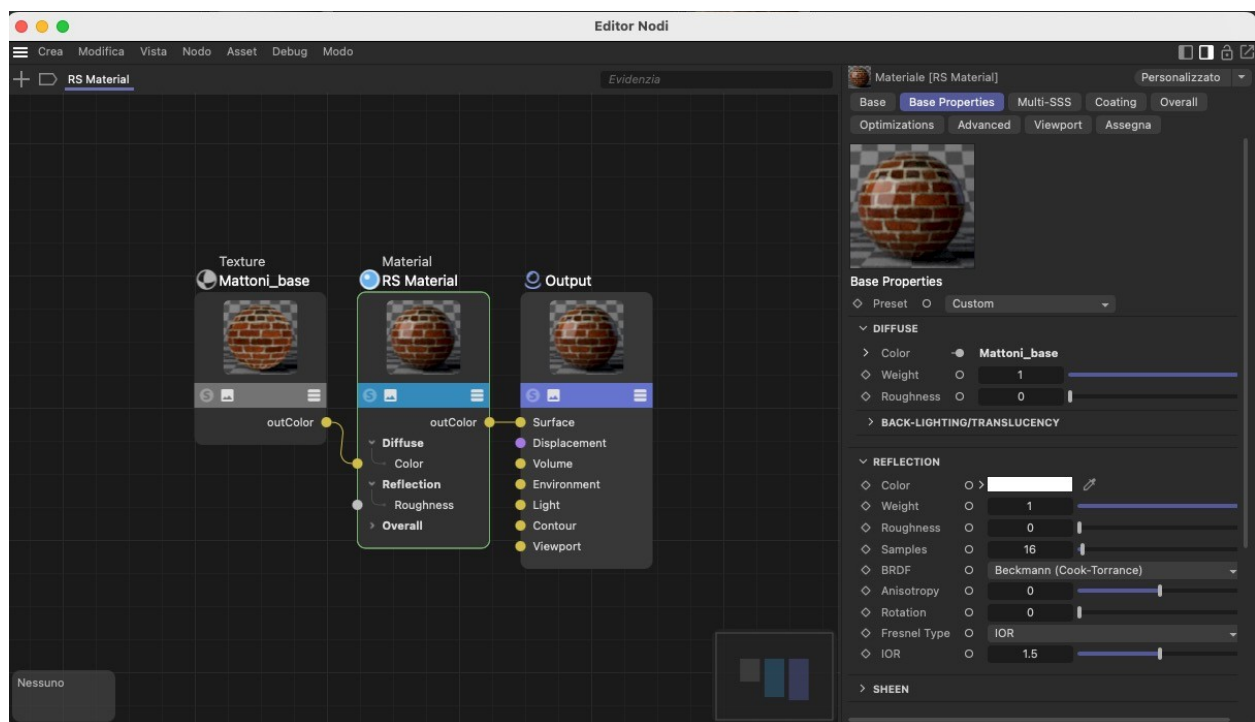 Editor Nodi
Crea Modifica Vista Nodo Asset Debug Modo
RS Material
Evidenzia
Texture
Mattoni_base
outColor
Material
RS Material
outColor
Diffuse
Color
Reflection
Roughness
Overall
Output
Surface
Displacement
Volume
Environment
Light
Contour
Viewport
Nessuno
Materiale [RS Material] Personalizzato
Base Base Properties Multi-SSS Coating Overall
Optimizations Advanced Viewport Assegna
Base Properties
Preset Custom
DIFFUSE
Color Mattoni_base
Weight 1
Roughness 0
BACK-LIGHTING/TRANSLUCENCY
REFLECTION
Color
Weight 1
Roughness 0
Samples 16
BRDF Beckmann (Cook-Torrance)
Anisotropy 0
Rotation 0
Fresnel Type IOR
IOR 1.5
SHEEN